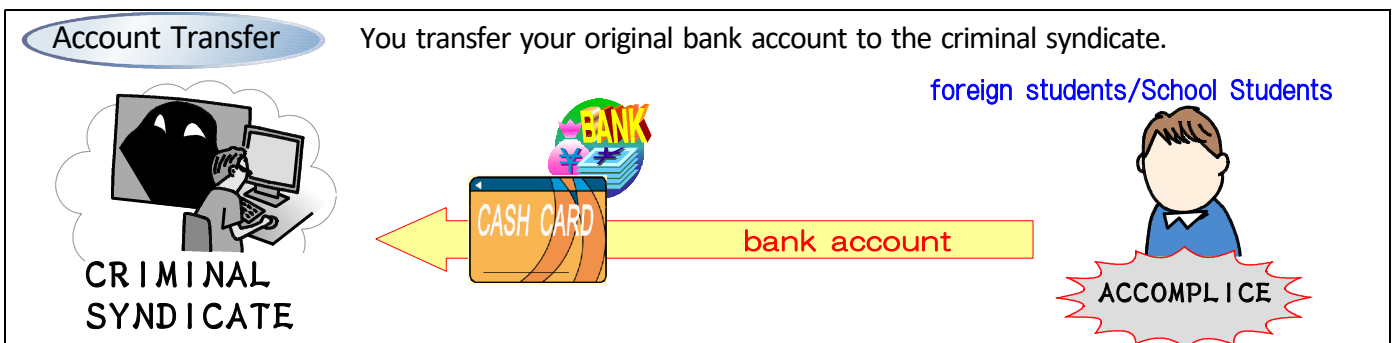 Account Transfer
You transfer your original bank account to the criminal syndicate.
foreign students/School Students
BANK
¥
CASH CARD
bank account
CRIMINAL
SYNDICATE
ACCOMPLICE